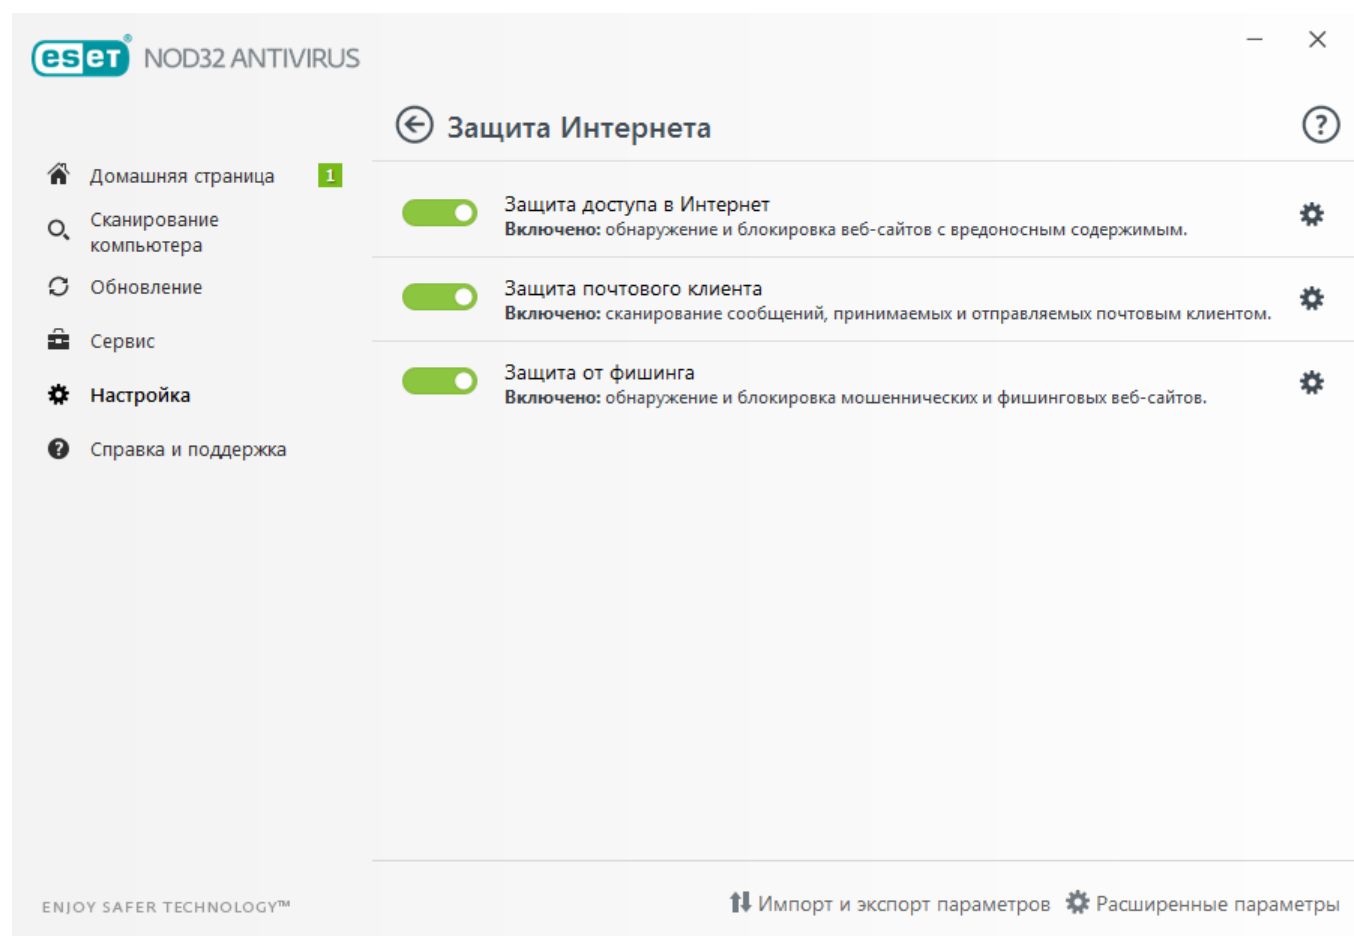 eset® NOD32 ANTIVIRUS
Защита Интернета
?
Домашняя страница 1
Сканирование
компьютера
Обновление
Сервис
Настройка
Справка и поддержка
Защита доступа в Интернет
Включено: обнаружение и блокировка веб-сайтов с вредоносным содержимым.
Защита почтового клиента
Включено: сканирование сообщений, принимаемых и отправляемых почтовым клиентом.
Защита от фишинга
Включено: обнаружение и блокировка мошеннических и фишинговых веб-сайтов.
ENJOY SAFER TECHNOLOGY™
Импорт и экспорт параметров Расширенные параметры